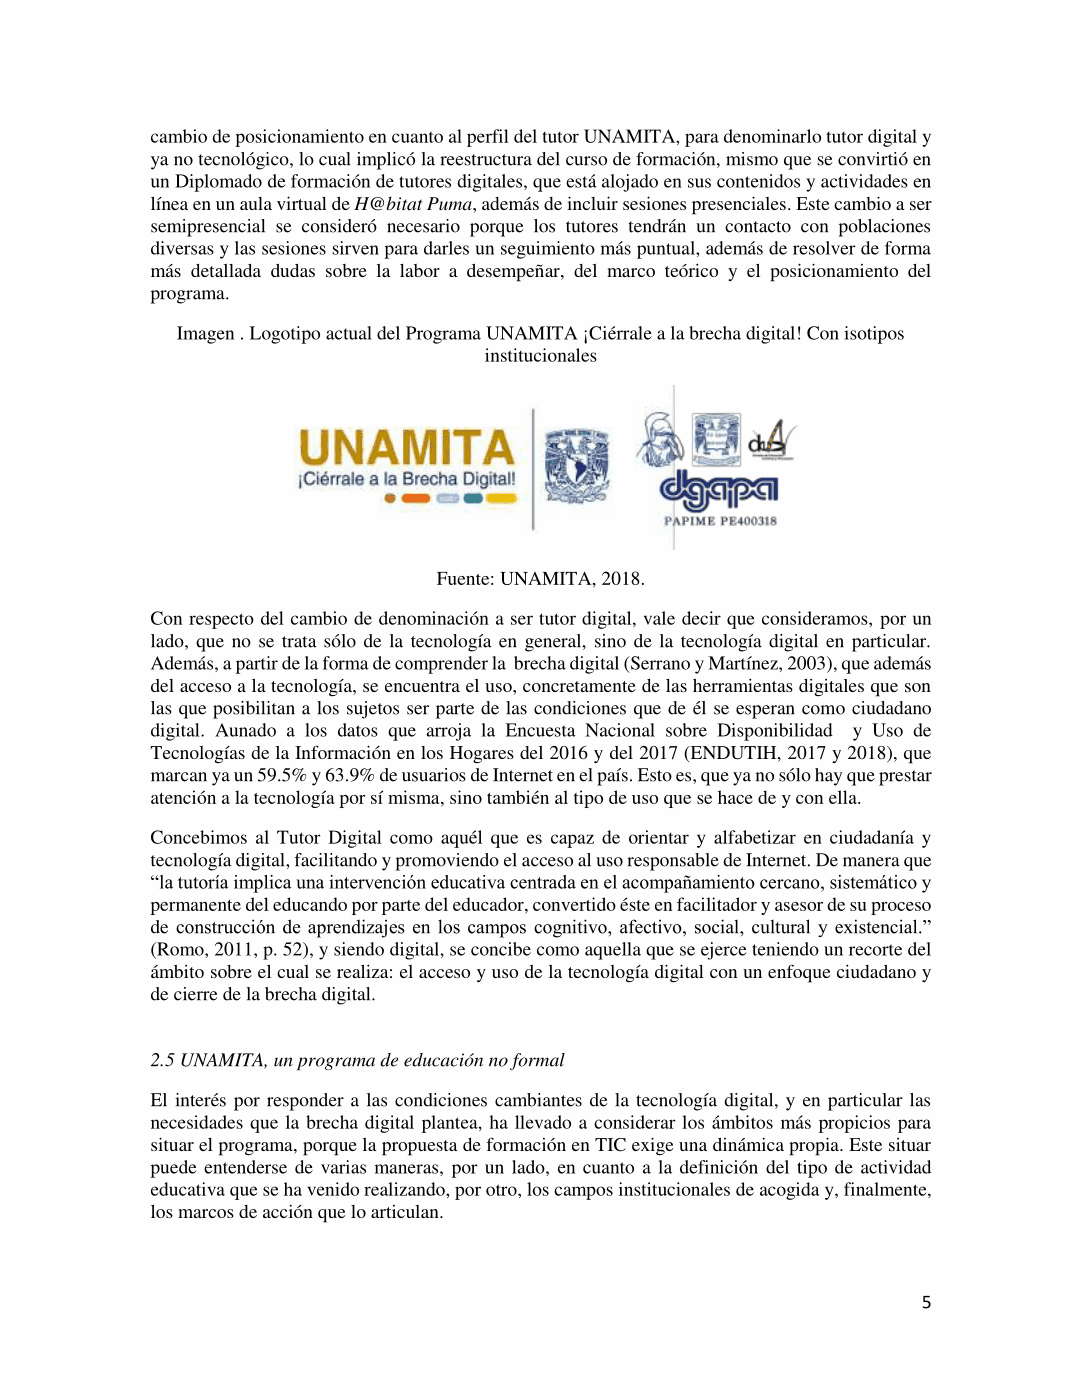 cambio de posicionamiento en cuanto al perfil del tutor UNAMITA, para denominarlo tutor digital y
ya no tecnológico, lo cual implicó la reestructura del curso de formación, mismo que se convirtió en
un Diplomado de formación de tutores digitales, que está alojado en sus contenidos y actividades en
línea en un aula virtual de H@bitat Puma, además de incluir sesiones presenciales. Este cambio a ser
semipresencial se consideró necesario porque los tutores tendrán un contacto con poblaciones
diversas y las sesiones sirven para darles un seguimiento más puntual, además de resolver de forma
más detallada dudas sobre la labor a desempeñar, del marco teórico y el posicionamiento del
programa.
Imagen . Logotipo actual del Programa UNAMITA ¡Ciérrale a la brecha digital! Con isotipos
institucionales
UNAMITA
¡Ciérrale a la Brecha Digital!
dgapa
PAPIME PE400318
Fuente: UNAMITA, 2018.
Con respecto del cambio de denominación a ser tutor digital, vale decir que consideramos, por un
lado, que no se trata sólo de la tecnología en general, sino de la tecnología digital en particular.
Además, a partir de la forma de comprender la brecha digital (Serrano y Martínez, 2003), que además
del acceso a la tecnología, se encuentra el uso, concretamente de las herramientas digitales que son
las que posibilitan a los sujetos ser parte de las condiciones que de él se esperan como ciudadano
digital. Aunado a los datos que arroja la Encuesta Nacional sobre Disponibilidad y Uso de
Tecnologías de la Información en los Hogares del 2016 y del 2017 (ENDUTIH, 2017 y 2018), que
marcan ya un 59.5% y 63.9% de usuarios de Internet en el país. Esto es, que ya no sólo hay que prestar
atención a la tecnología por sí misma, sino también al tipo de uso que se hace de y con ella.
Concebimos al Tutor Digital como aquél que es capaz de orientar y alfabetizar en ciudadanía y
tecnología digital, facilitando y promoviendo el acceso al uso responsable de Internet. De manera que
“la tutoría implica una intervención educativa centrada en el acompañamiento cercano, sistemático y
permanente del educando por parte del educador, convertido éste en facilitador y asesor de su proceso
de construcción de aprendizajes en los campos cognitivo, afectivo, social, cultural y existencial.”
(Romo, 2011, p. 52), y siendo digital, se concibe como aquella que se ejerce teniendo un recorte del
ámbito sobre el cual se realiza: el acceso y uso de la tecnología digital con un enfoque ciudadano y
de cierre de la brecha digital.
2.5 UNAMITA, un programa de educación no formal
El interés por responder a las condiciones cambiantes de la tecnología digital, y en particular las
necesidades que la brecha digital plantea, ha llevado a considerar los ámbitos más propicios para
situar el programa, porque la propuesta de formación en TIC exige una dinámica propia. Este situar
puede entenderse de varias maneras, por un lado, en cuanto a la definición del tipo de actividad
educativa que se ha venido realizando, por otro, los campos institucionales de acogida y, finalmente,
los marcos de acción que lo articulan.
5